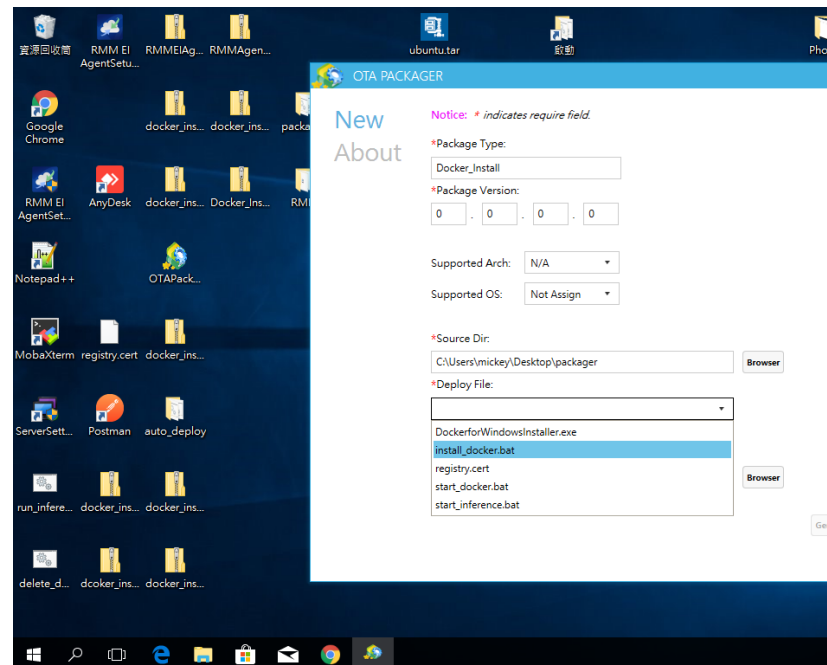 資源回收筒
RMM EI
AgentSetu...
RMMEIAg...
RMMAgen...
ubuntu.tar
啟動
Pho
Google
Chrome
docker_ins...
docker_ins...
packa
RMM EI
AgentSet...
AnyDesk
docker_ins...
Docker_Ins...
RMI
Notepad++
OTAPack...
MobaXterm
registry.cert
docker_ins...
ServerSett...
Postman
auto_deploy
run_infere...
docker_ins...
docker_ins...
delete_d...
dcoker_ins...
docker_ins...
OTA PACKAGER
New
About
Notice: * indicates require field.
*Package Type:
Docker_Install
*Package Version:
0 . 0 . 0 . 0
Supported Arch: N/A
Supported OS: Not Assign
*Source Dir:
C:\Users\mickey\Desktop\packager Browser
*Deploy File:
DockerforWindowsInstaller.exe
install_docker.bat
registry.cert
start_docker.bat Browser
start_inference.bat
Ge